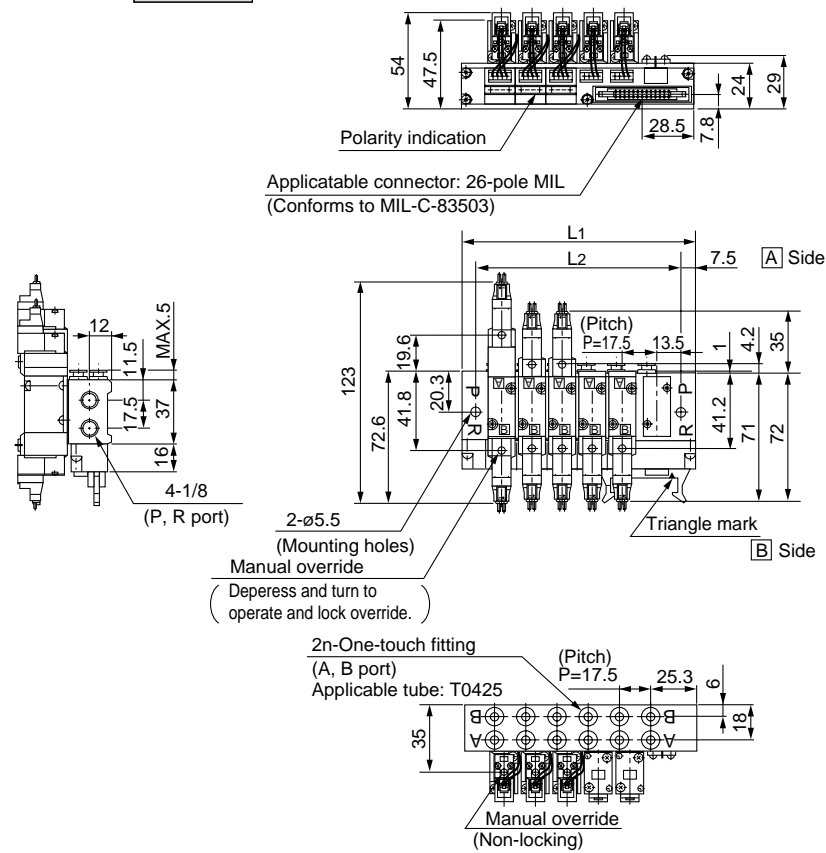 54
47.5
24
29
28.5
7.8
Polarity indication
Applicatable connector: 26-pole MIL
(Conforms to MIL-C-83503)
L1
L2
7.5
A Side
12
MAX.5
11.5
17.5
37
16
4-1/8
(P, R port)
123
72.6
19.6
41.8
20.3
(Pitch)
P=17.5
13.5
1
4.2
35
41.2
71
72
P
R
A
A
A
A
A
B
B
B
B
B
P
R
2-ø5.5
(Mounting holes)
Triangle mark
B Side
Manual override
( Deperess and turn to
operate and lock override. )
2n-One-touch fitting
(A, B port)
Applicable tube: T0425
(Pitch)
P=17.5
25.3
6
18
35
B
B
A
A
Manual override
(Non-locking)